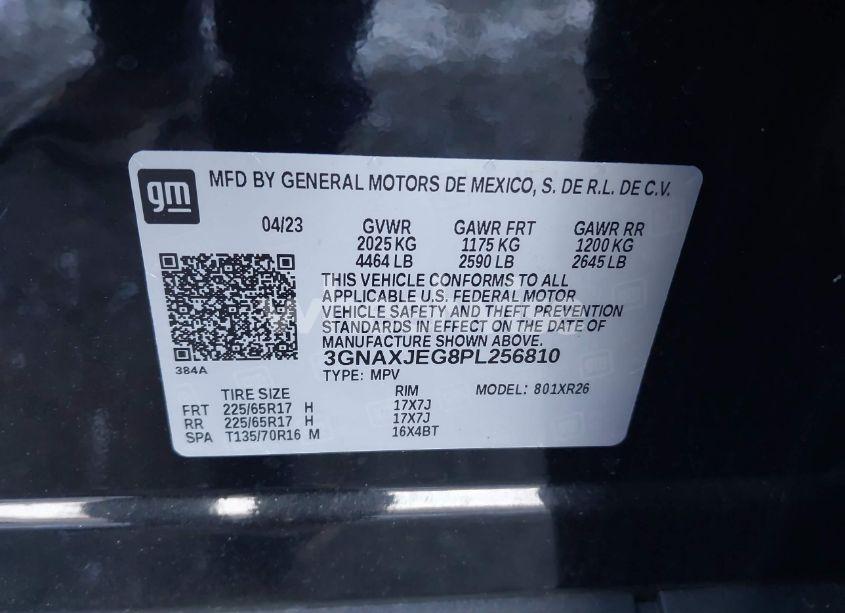 gm MFD BY GENERAL MOTORS DE MEXICO, S. DE R.L. DE C.V.
04/23 GVWR GAWR FRT GAWR RR
2025 KG 1175 KG 1200 KG
4464 LB 2590 LB 2645 LB
THIS VEHICLE CONFORMS TO ALL
APPLICABLE U.S. FEDERAL MOTOR
VEHICLE SAFETY AND THEFT PREVENTION
STANDARDS IN EFFECT ON THE DATE OF
MANUFACTURE SHOWN ABOVE.
3GNAXJEG8PL256810
384A
TYPE: MPV
TIRE SIZE RIM MODEL: 801XR26
FRT 225/65R17 H 17X7J
RR 225/65R17 H 17X7J
SPA T135/70R16 M 16X4BT